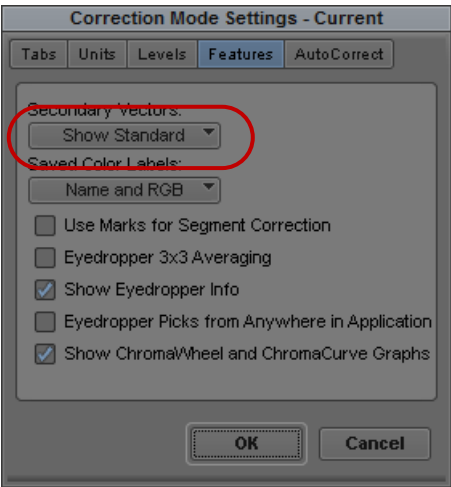 Correction Mode Settings - Current
Tabs Units Levels Features AutoCorrect
Secondary Vectors:
Show Standard
Saved Color Labels:
Name and RGB
Use Marks for Segment Correction
Eyedropper 3x3 Averaging
Show Eyedropper Info
Eyedropper Picks from Anywhere in Application
Show ChromaWheel and ChromaCurve Graphs
OK Cancel